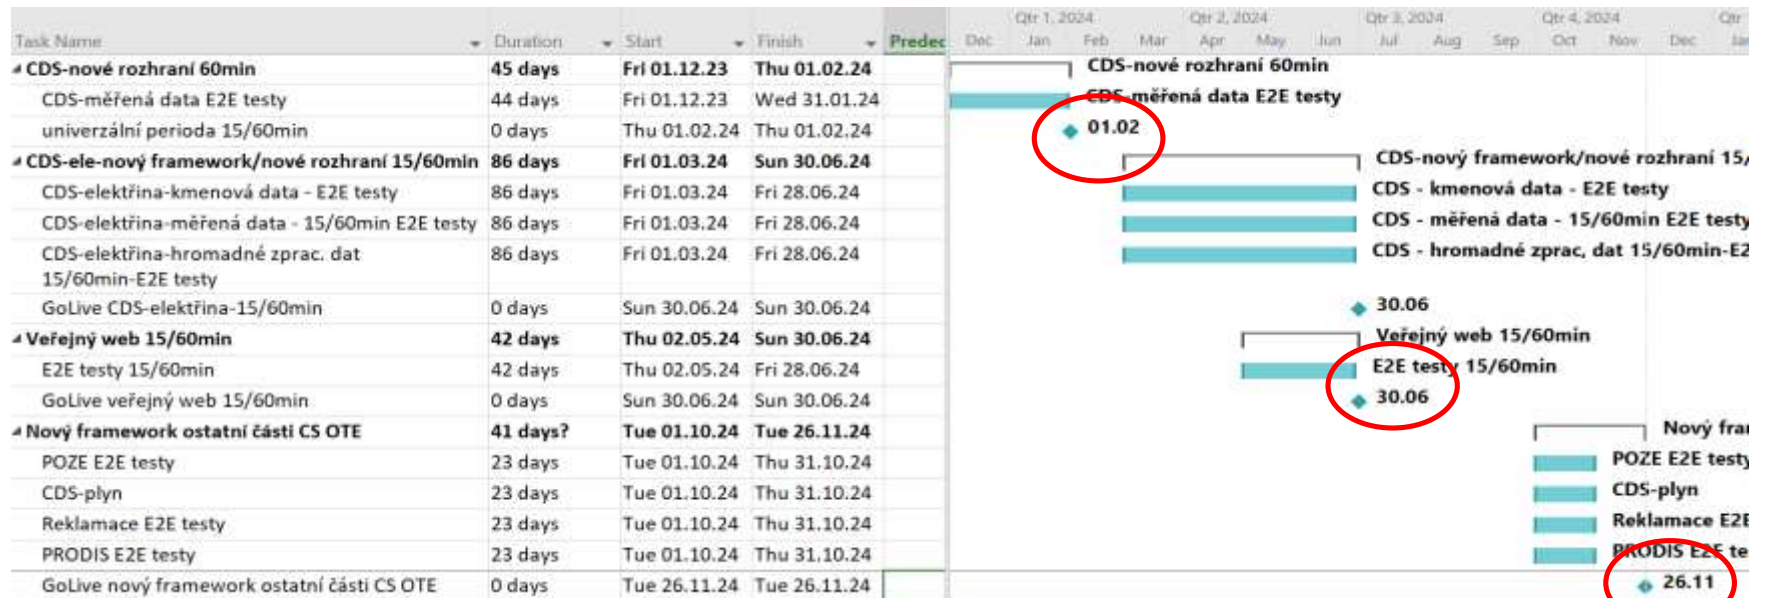 Qtr 1, 2024 Qtr 2, 2024 Qtr 3, 2024 Qtr 4, 2024 Qtr
Task Name Duration Start Finish Predec Dec Jan Feb Mar Apr May Jun Jul Aug Sep Oct Nov Dec Jan
CDS-nové rozhraní 60min 45 days Fri 01.12.23 Thu 01.02.24 CDS-nové rozhraní 60min
CDS-měřená data E2E testy 44 days Fri 01.12.23 Wed 31.01.24 CDS-měřená data E2E testy
univerzální perioda 15/60min 0 days Thu 01.02.24 Thu 01.02.24 01.02
CDS-ele-nový framework/nové rozhraní 15/60min 86 days Fri 01.03.24 Sun 30.06.24 CDS-nový framework/nové rozhraní 15/
CDS-elektřina-kmenová data - E2E testy 86 days Fri 01.03.24 Fri 28.06.24 CDS - kmenová data - E2E testy
CDS-elektřina-měřená data - 15/60min E2E testy 86 days Fri 01.03.24 Fri 28.06.24 CDS - měřená data - 15/60min E2E testy
CDS-elektřina-hromadné zprac. dat 86 days Fri 01.03.24 Fri 28.06.24 CDS - hromadné zprac. dat 15/60min-E2
15/60min-E2E testy
GoLive CDS-elektřina-15/60min 0 days Sun 30.06.24 Sun 30.06.24 30.06
Veřejný web 15/60min 42 days Thu 02.05.24 Sun 30.06.24 Veřejný web 15/60min
E2E testy 15/60min 42 days Thu 02.05.24 Fri 28.06.24 E2E testy 15/60min
GoLive veřejný web 15/60min 0 days Sun 30.06.24 Sun 30.06.24 30.06
Nový framework ostatní části CS OTE 41 days? Tue 01.10.24 Tue 26.11.24 Nový fra
POZE E2E testy 23 days Tue 01.10.24 Thu 31.10.24 POZE E2E testy
CDS-plyn 23 days Tue 01.10.24 Thu 31.10.24 CDS-plyn
Reklamace E2E testy 23 days Tue 01.10.24 Thu 31.10.24 Reklamace E2E
PRODIS E2E testy 23 days Tue 01.10.24 Thu 31.10.24 PRODIS E2E te
GoLive nový framework ostatní části CS OTE 0 days Tue 26.11.24 Tue 26.11.24 26.11